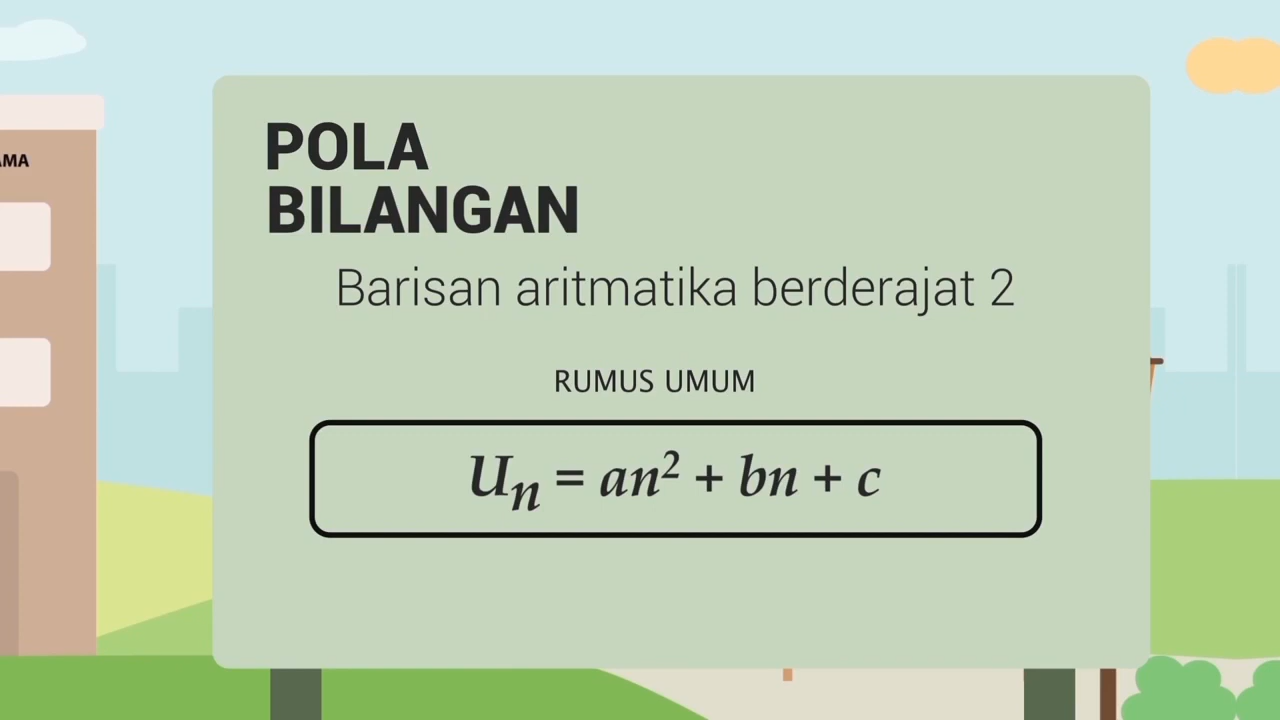 POLA
BILANGAN
Barisan aritmatika berderajat 2
RUMUS UMUM
Uₙ = an² + bn + c